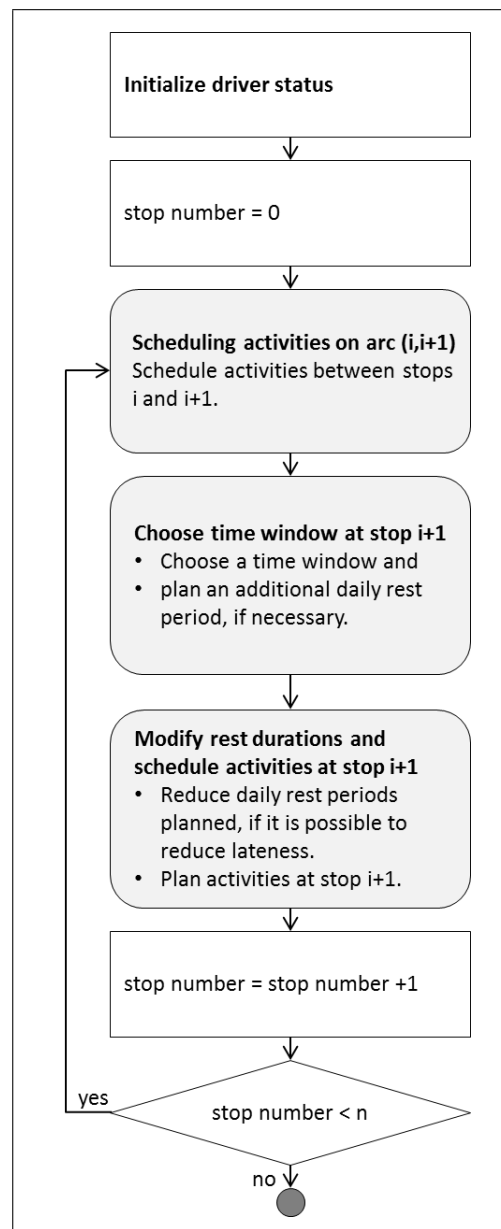 Initialize driver status
stop number = 0
Scheduling activities on arc (i,i+1)
Schedule activities between stops
i and i+1.
Choose time window at stop i+1
• Choose a time window and
• plan an additional daily rest
period, if necessary.
Modify rest durations and
schedule activities at stop i+1
• Reduce daily rest periods
planned, if it is possible to
reduce lateness.
• Plan activities at stop i+1.
stop number = stop number +1
yes
stop number < n
no